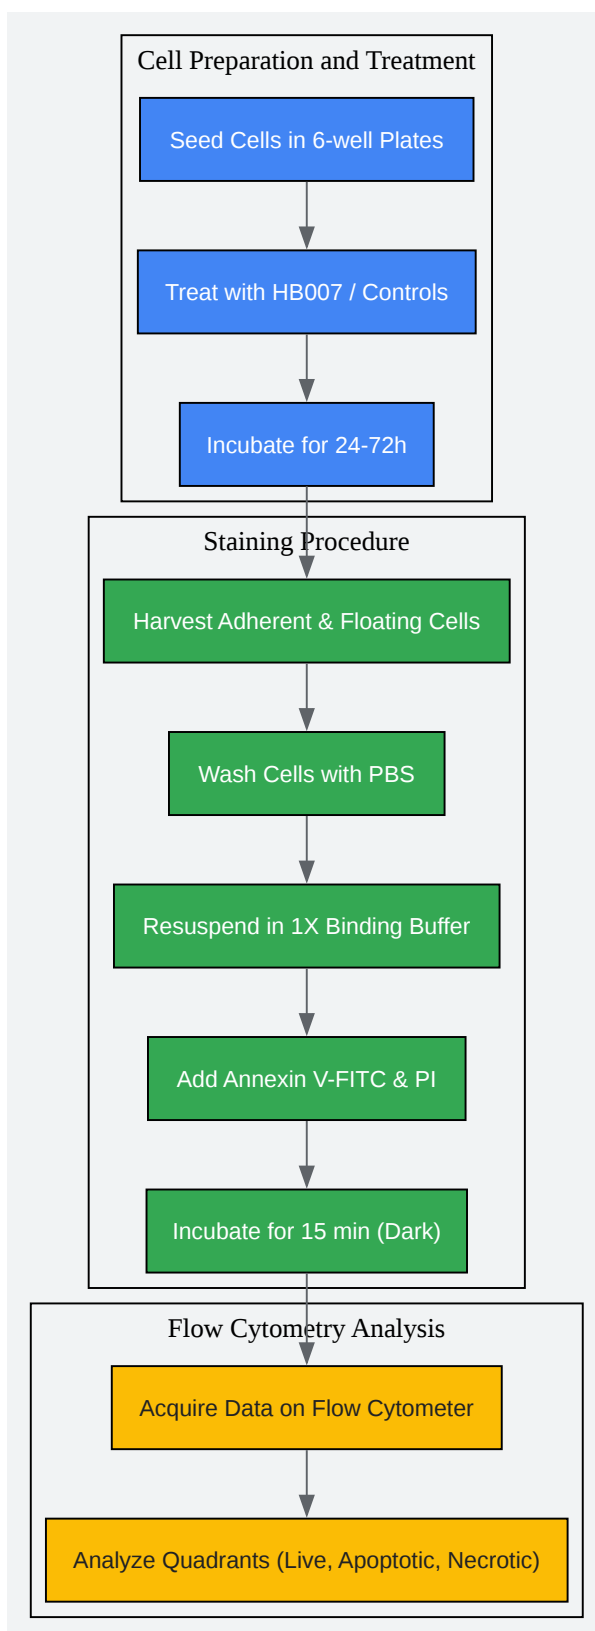 Cell Preparation and Treatment
Seed Cells in 6-well Plates
Treat with HB007 / Controls
Incubate for 24-72h
Staining Procedure
Harvest Adherent & Floating Cells
Wash Cells with PBS
Resuspend in 1X Binding Buffer
Add Annexin V-FITC & PI
Incubate for 15 min (Dark)
Flow Cytometry Analysis
Acquire Data on Flow Cytometer
Analyze Quadrants (Live, Apoptotic, Necrotic)